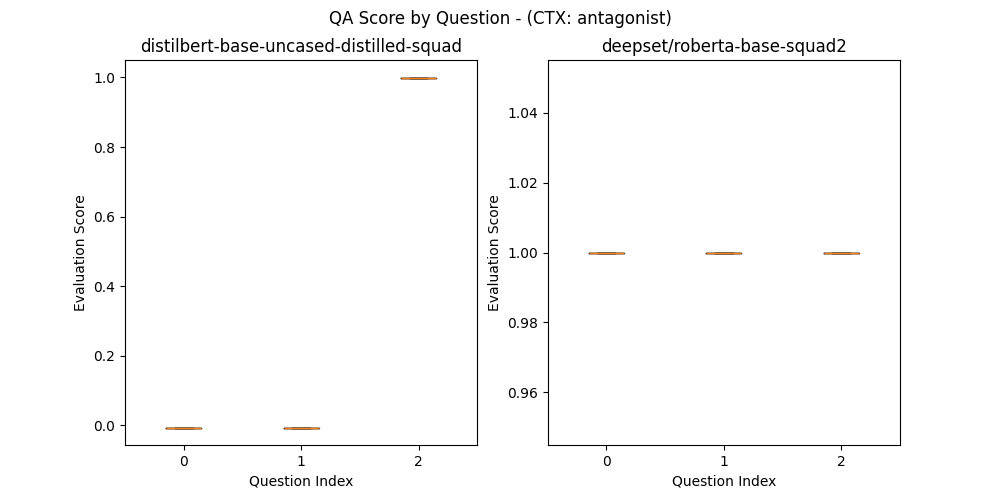 QA Score by Question - (CTX: antagonist)
distilbert-base-uncased-distilled-squad
1.0
0.8
0.6
0.4
0.2
0.0
Evaluation Score
0 1 2
Question Index
deepset/roberta-base-squad2
1.04
1.02
1.00
0.98
0.96
Evaluation Score
0 1 2
Question Index